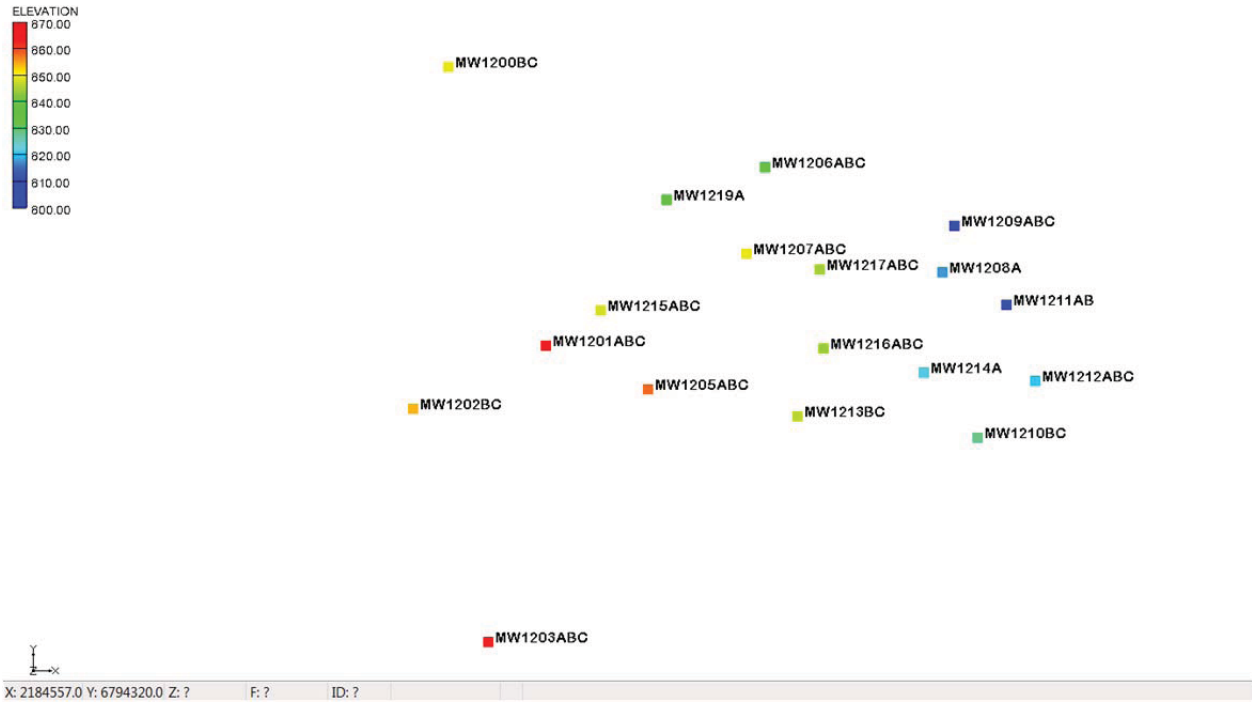 ELEVATION
870.00
860.00
850.00
840.00
830.00
820.00
810.00
800.00
MW1200BC
MW1206ABC
MW1219A
MW1209ABC
MW1207ABC
MW1217ABC
MW1208A
MW1211AB
MW1215ABC
MW1201ABC
MW1216ABC
MW1214A
MW1212ABC
MW1205ABC
MW1202BC
MW1213BC
MW1210BC
MW1203ABC
Y
Z X
X: 2184557.0 Y: 6794320.0 Z: ? F: ? ID: ?